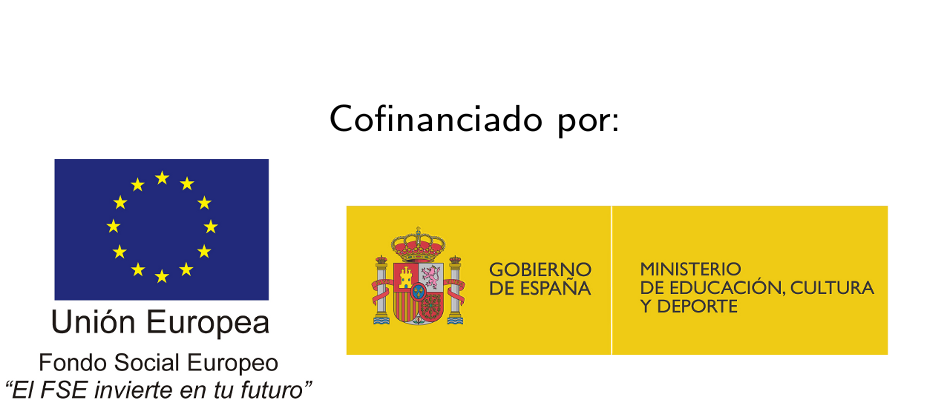 Cofinanciado por:
Unión Europea
Fondo Social Europeo
“El FSE invierte en tu futuro”
GOBIERNO
DE ESPAÑA
MINISTERIO
DE EDUCACIÓN, CULTURA
Y DEPORTE